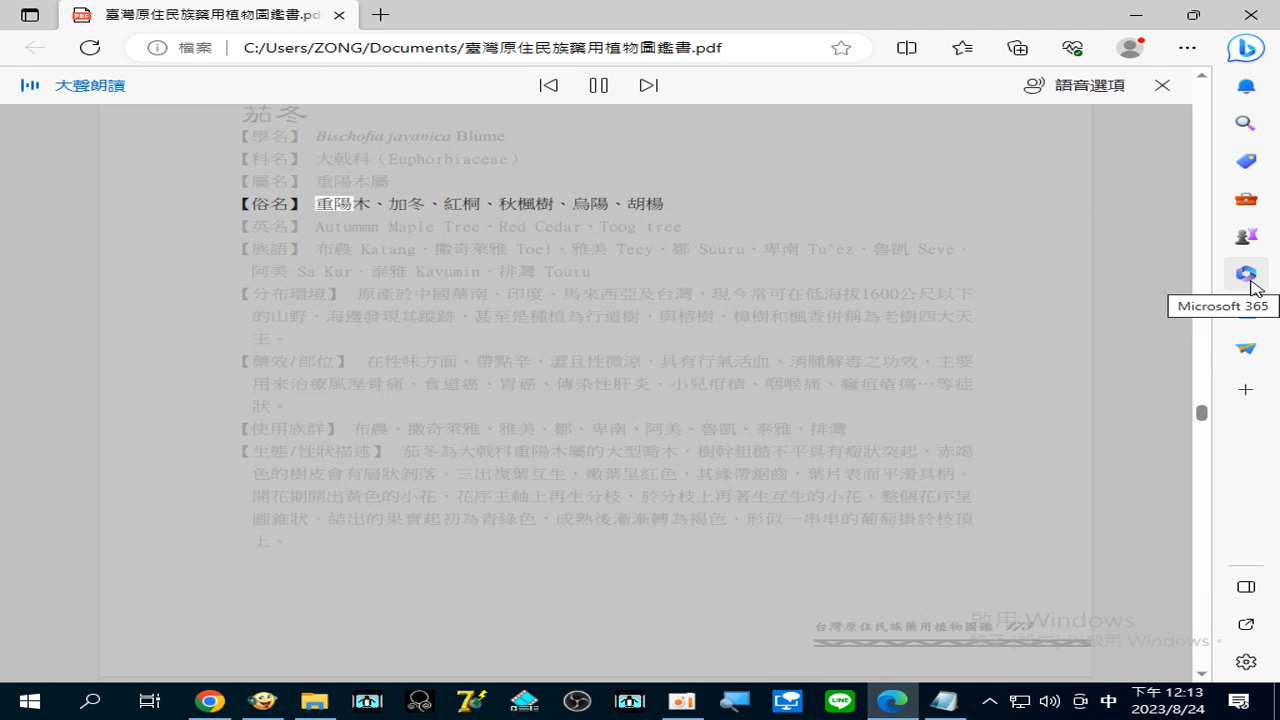 臺灣原住民族藥用植物圖鑑書.pdf
檔案
C:/Users/ZONG/Documents/臺灣原住民族藥用植物圖鑑書.pdf
大聲朗讀
語音選項
茄冬
【學名】 Bischofia javanica Blume
【科名】 大戟科（Euphorbiaceae）
【屬名】 重陽木屬
【俗名】 重陽木、加冬、紅桐、秋楓樹、烏陽、胡楊
【英名】 Autummn Maple Tree、Red Cedar、Toog tree
【族語】 布農 Katang、撒奇萊雅 Toel、雅美 Teey、鄒 Suuru、卑南 Tu'ez、魯凱 Seve、
阿美 Sa Kur、泰雅 Kavumin、排灣 Touru
【分布環境】 原產於中國華南、印度、馬來西亞及台灣，現今常可在低海拔1600公尺以下
的山野、海邊發現其蹤跡，甚至是種植為行道樹，與榕樹、樟樹和楓香併稱為老樹四大天
王。
【藥效/部位】 在性味方面，帶點辛、澀且性微涼，具有行氣活血、消腫解毒之功效，主要
用來治療風溼骨痛、食道癌、胃癌、傳染性肝炎、小兒疳積、咽喉痛、癰疽瘡瘍…等症
狀。
【使用族群】 布農、撒奇萊雅、雅美、鄒、卑南、阿美、魯凱、泰雅、排灣
【生態/性狀描述】 茄冬為大戟科重陽木屬的大型喬木，樹幹粗糙不平具有瘤狀突起，赤竭
色的樹皮會有層狀剝落。三出複葉互生，嫩葉呈紅色，其緣帶鋸齒，葉片表面平滑具柄。
開花期開出黃色的小花，花序主軸上再生分枝，於分枝上再著生互生的小花，整個花序呈
圓錐狀。結出的果實起初為青綠色，成熟後漸漸轉為褐色，形似一串串的葡萄掛於枝頂
上。
台灣原住民族藥用植物圖鑑
啟用 Windows
Microsoft 365
中
下午 12:13
2023/8/24